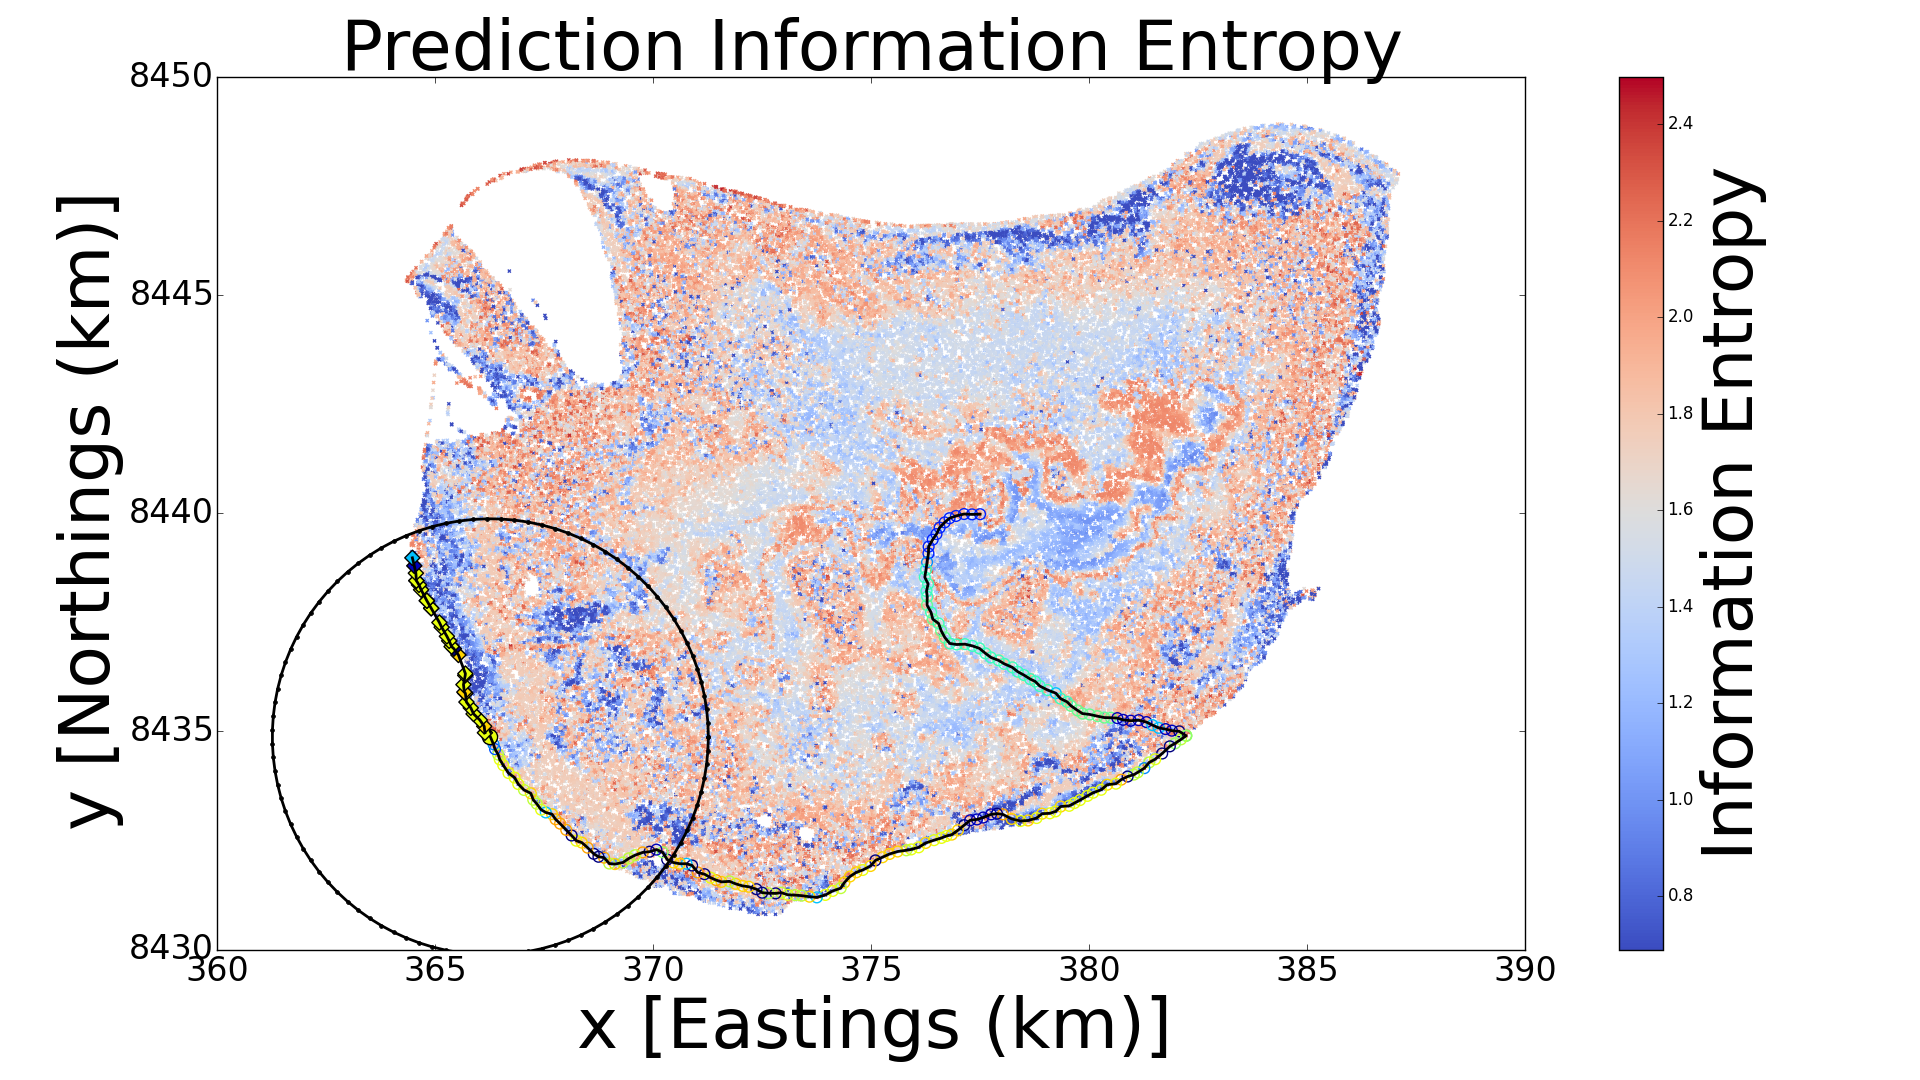 Prediction Information Entropy
8450
8445
8440
8435
8430
360 365 370 375 380 385 390
x [Eastings (km)]
y [Northings (km)]
2.4
2.2
2.0
1.8
1.6
1.4
1.2
1.0
0.8
Information Entropy